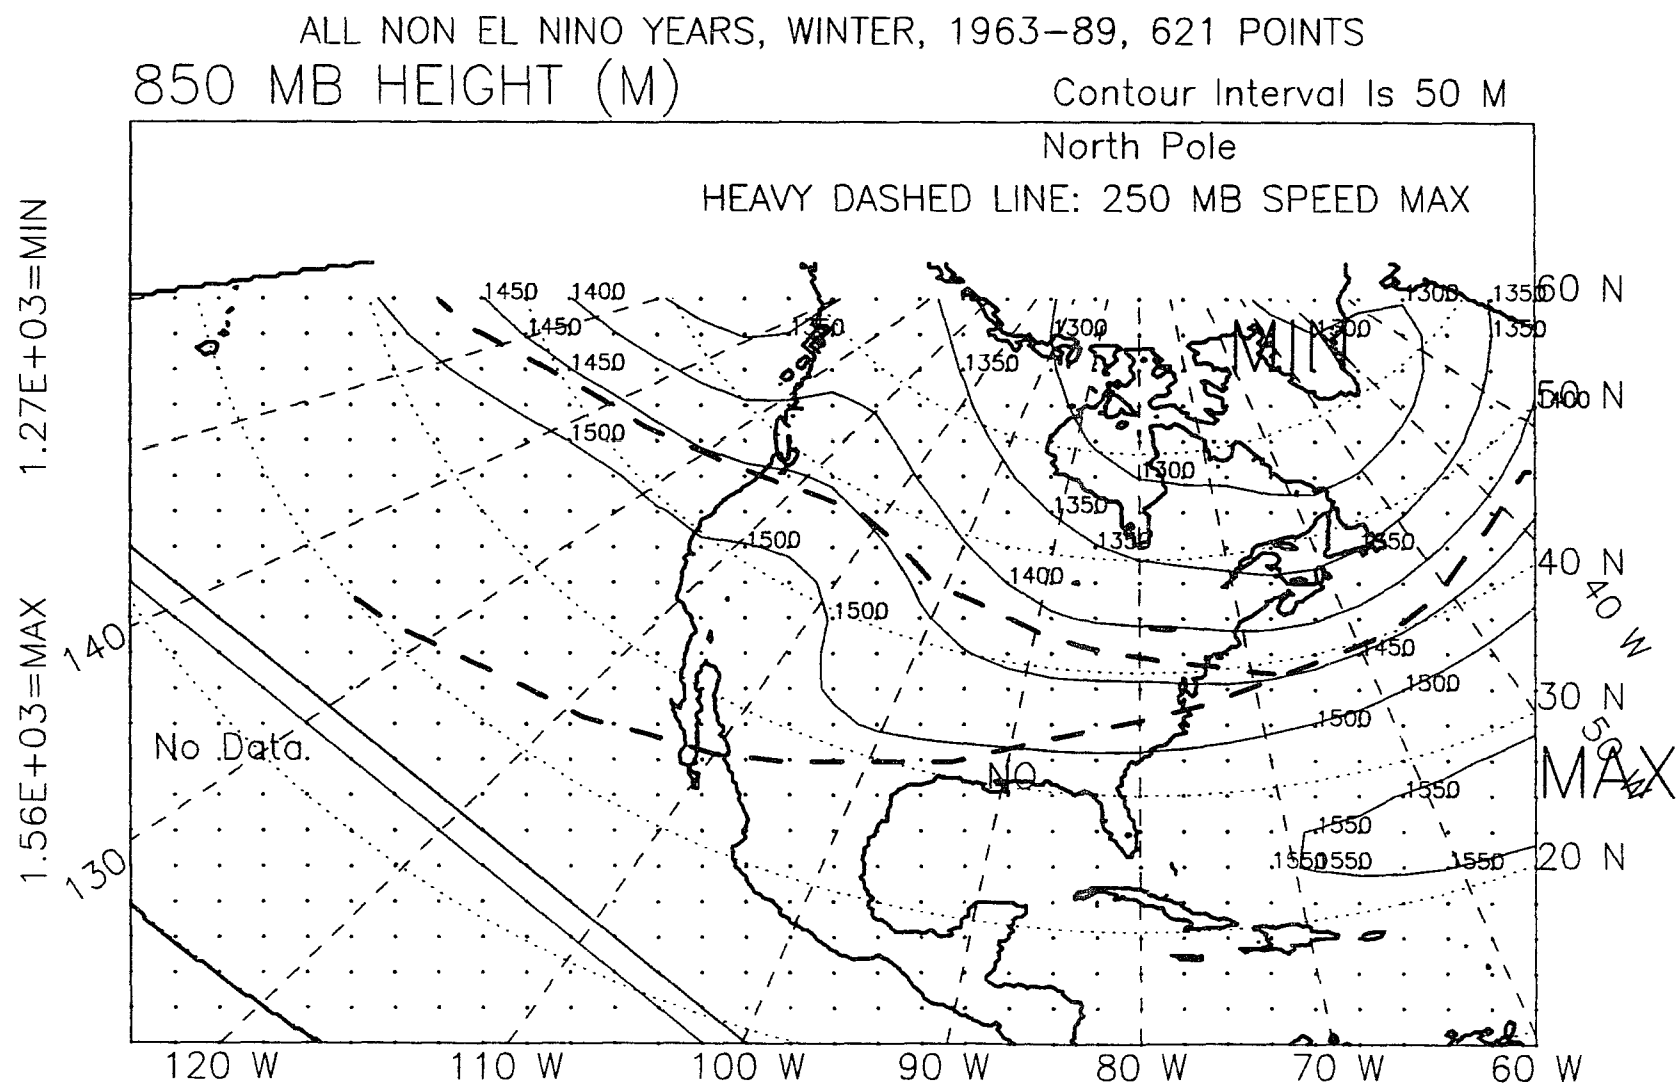 ALL NON EL NINO YEARS, WINTER, 1963-89, 621 POINTS
850 MB HEIGHT (M)
Contour Interval Is 50 M
North Pole
HEAVY DASHED LINE: 250 MB SPEED MAX
1.27E+03=MIN
1.56E+03=MAX
1450 1400 1300 1350 60 N
1450 1350 1300 MIN 1300 1350
1450 1350
50 N
1400
1500
1300
1350
1500 1350 1350
40 N
1400
40 W
1500
140
1450
1500 30 N
1500
50
No Data
NO
MAX
1350
1550
1550 1550 1550 20 N
130
120 W 110 W 100 W 90 W 80 W 70 W 60 W